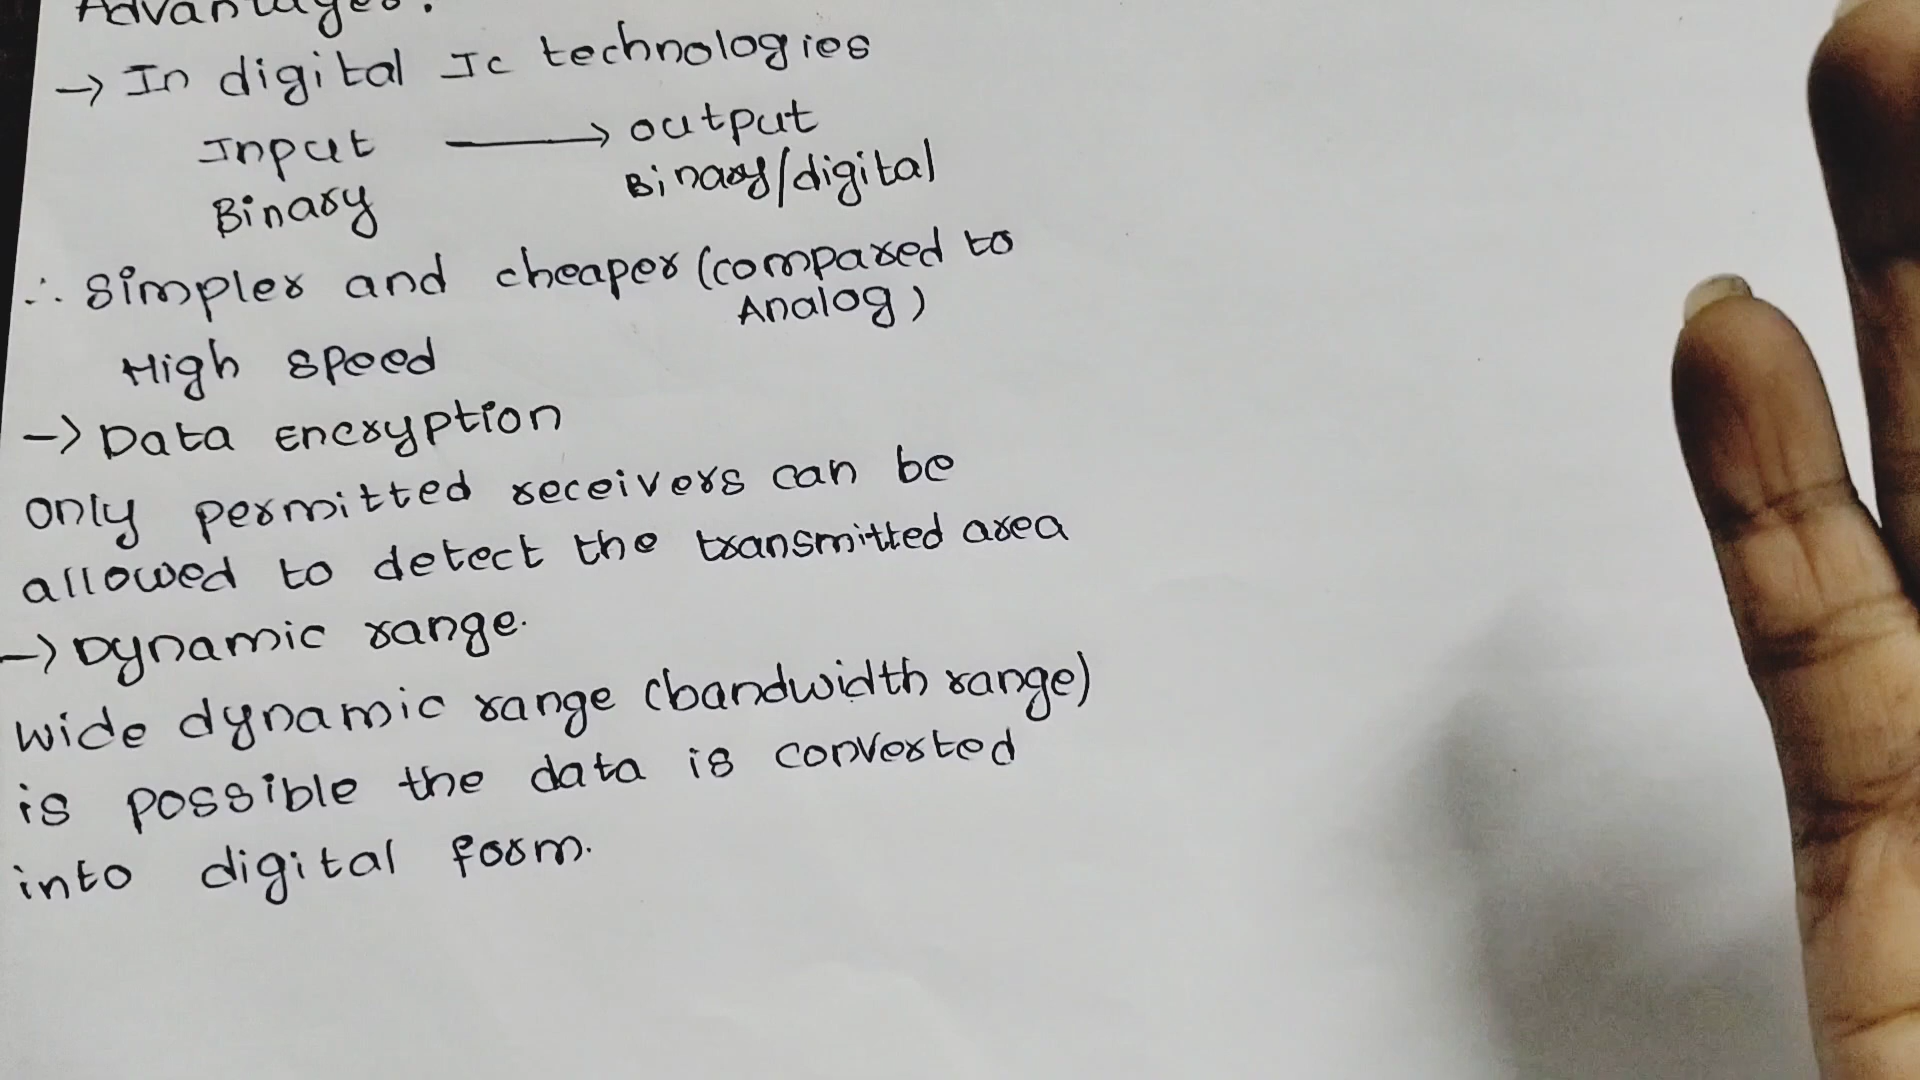 Advantages:
→ In digital Ic technologies
Input → output
Binary Binary/digital
∴ Simpler and cheaper (compared to
Analog)
High speed
→ Data Encryption
only permitted receivers can be
allowed to detect the transmitted area
→ Dynamic range.
wide dynamic range (bandwidth range)
is possible the data is converted
into digital form.